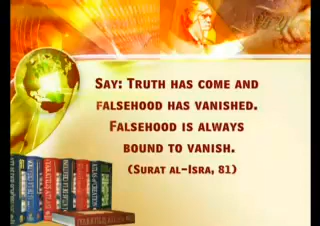 SAY: TRUTH HAS COME AND
FALSEHOOD HAS VANISHED.
FALSEHOOD IS ALWAYS
BOUND TO VANISH.
(SURAT AL-ISRA, 81)